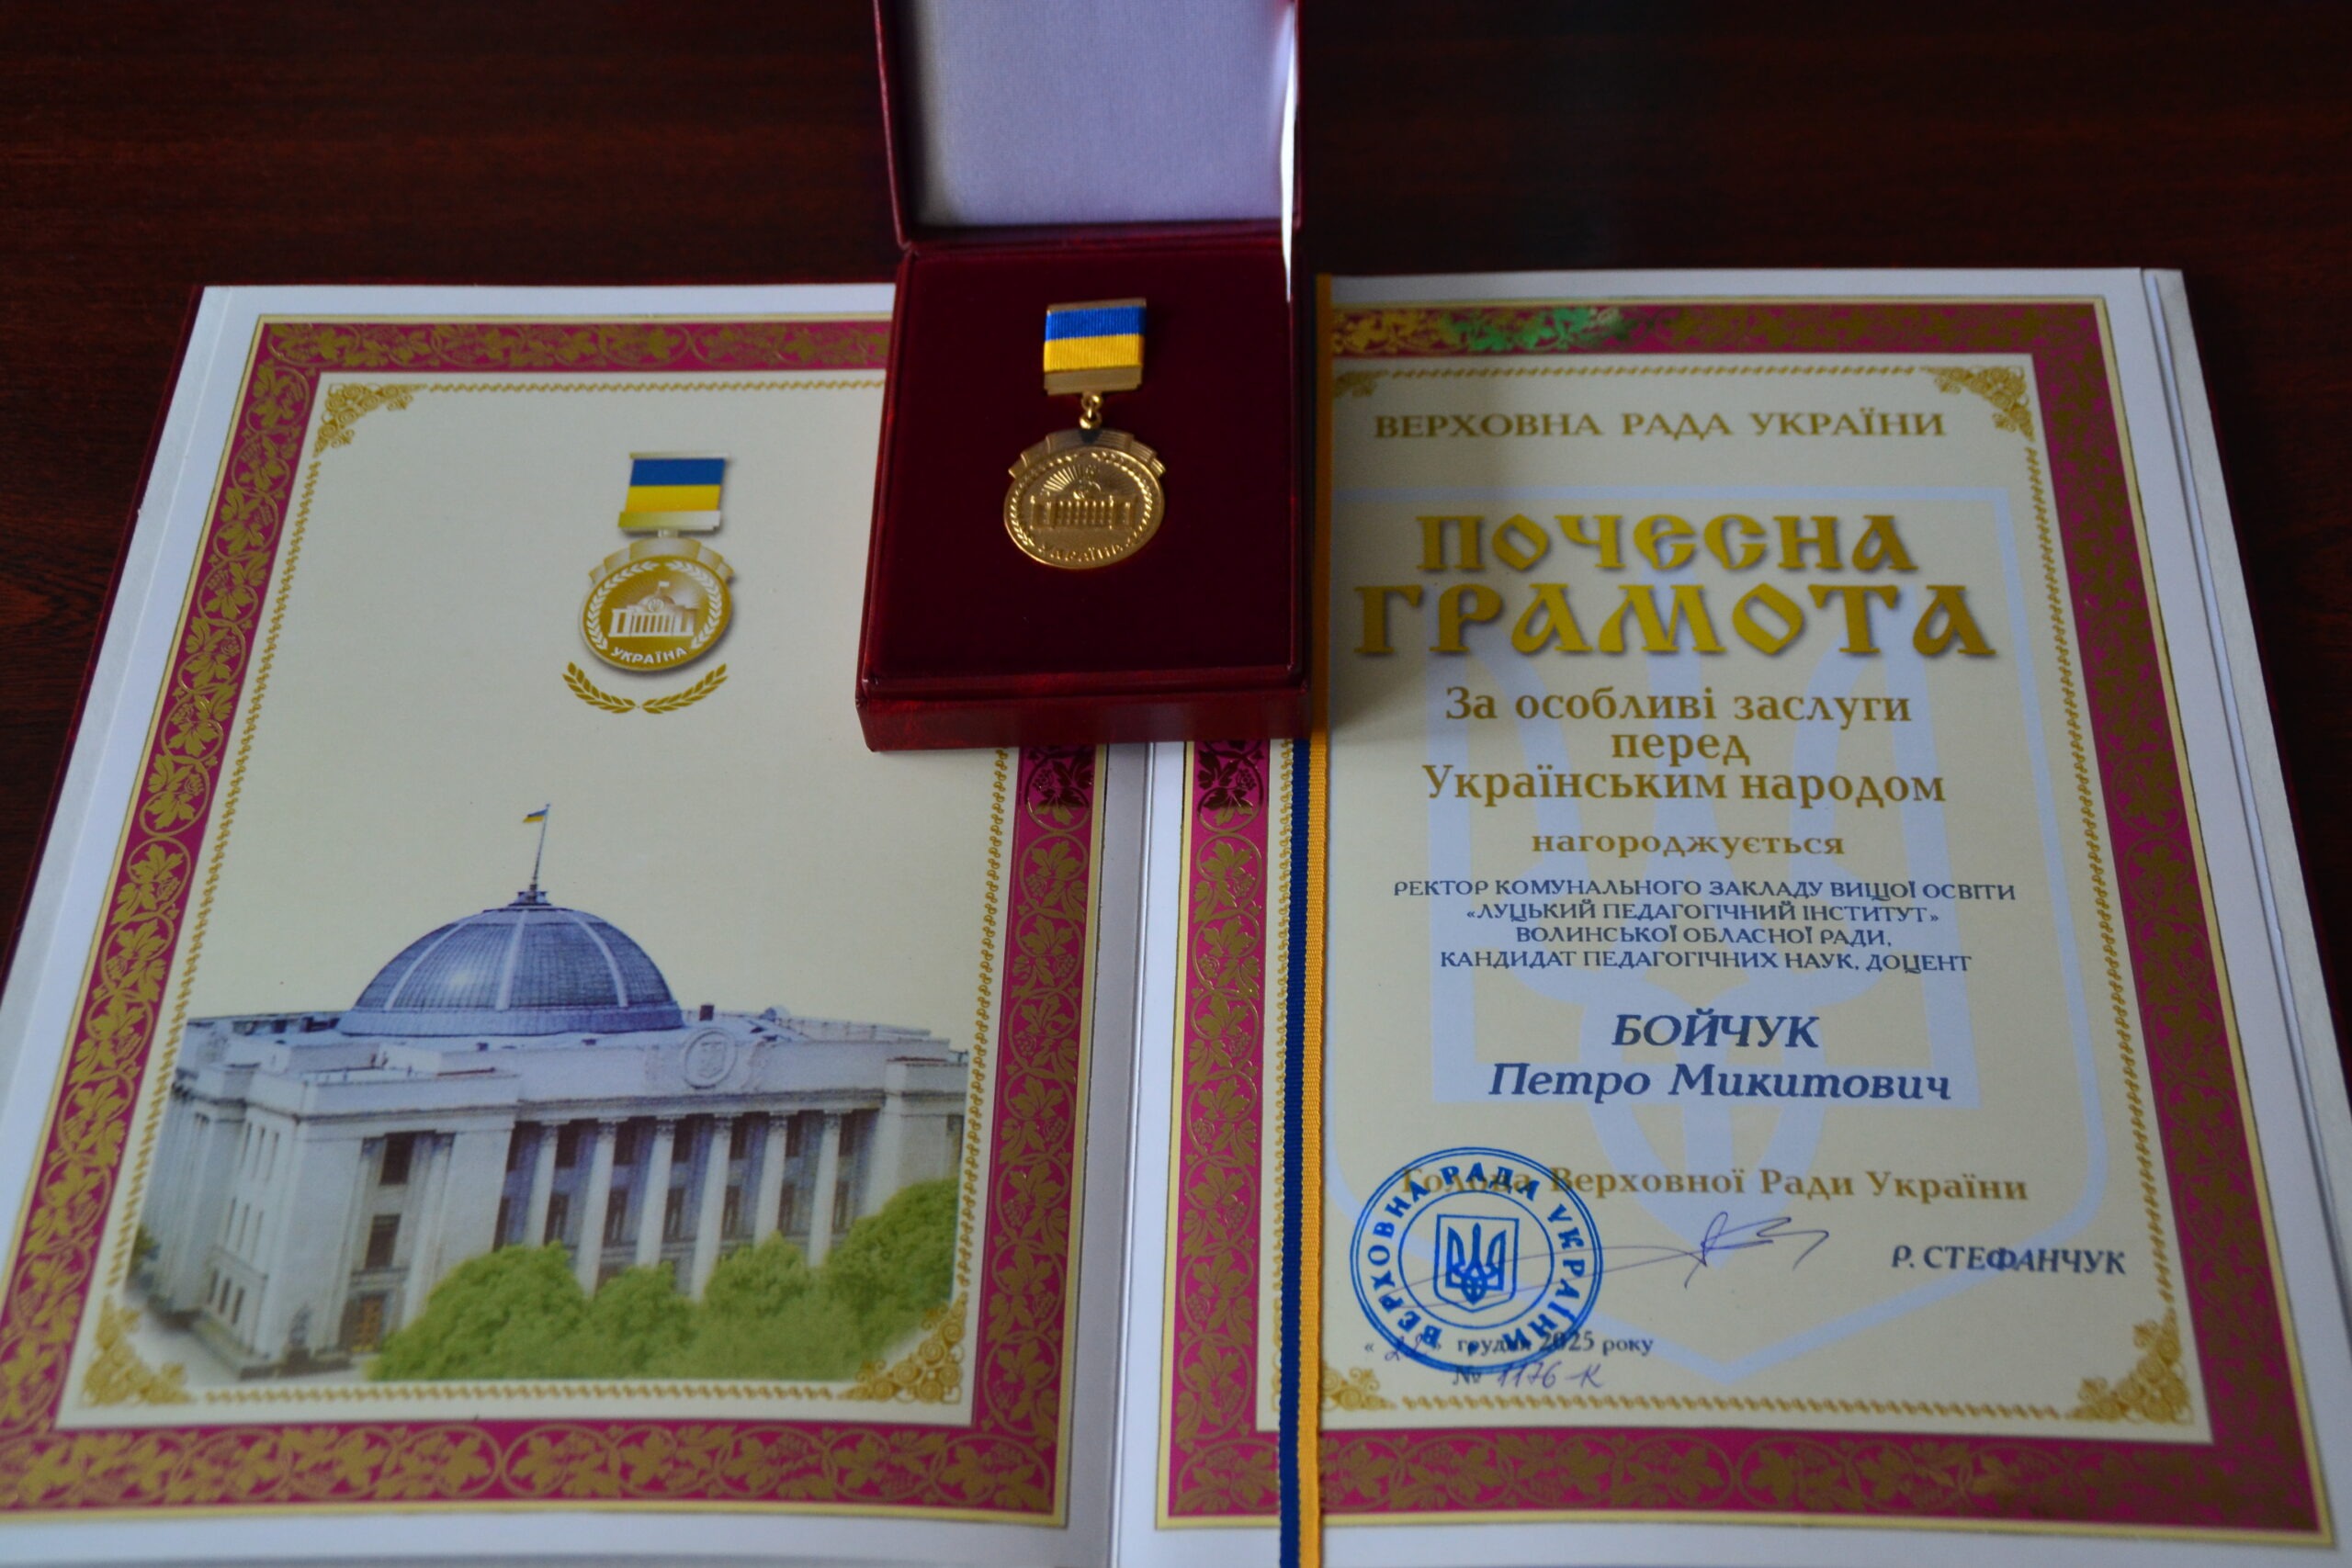 УКРАЇНА
УКРАЇНА
ВЕРХОВНА РАДА УКРАЇНИ
ПОЧЕСНА
ГРАМОТА
За особливі заслуги
перед
Українським народом
нагороджується
РЕКТОР КОМУНАЛЬНОГО ЗАКЛАДУ ВИЩОЇ ОСВІТИ
«ЛУЦЬКИЙ ПЕДАГОГІЧНИЙ ІНСТИТУТ»
ВОЛИНСЬКОЇ ОБЛАСНОЇ РАДИ,
КАНДИДАТ ПЕДАГОГІЧНИХ НАУК, ДОЦЕНТ
БОЙЧУК
Петро Микитович
Голова Верховної Ради України
ВЕРХОВНА РАДА УКРАЇНИ
Р. СТЕФАНЧУК
грудня 2025 року
№ 1176-к